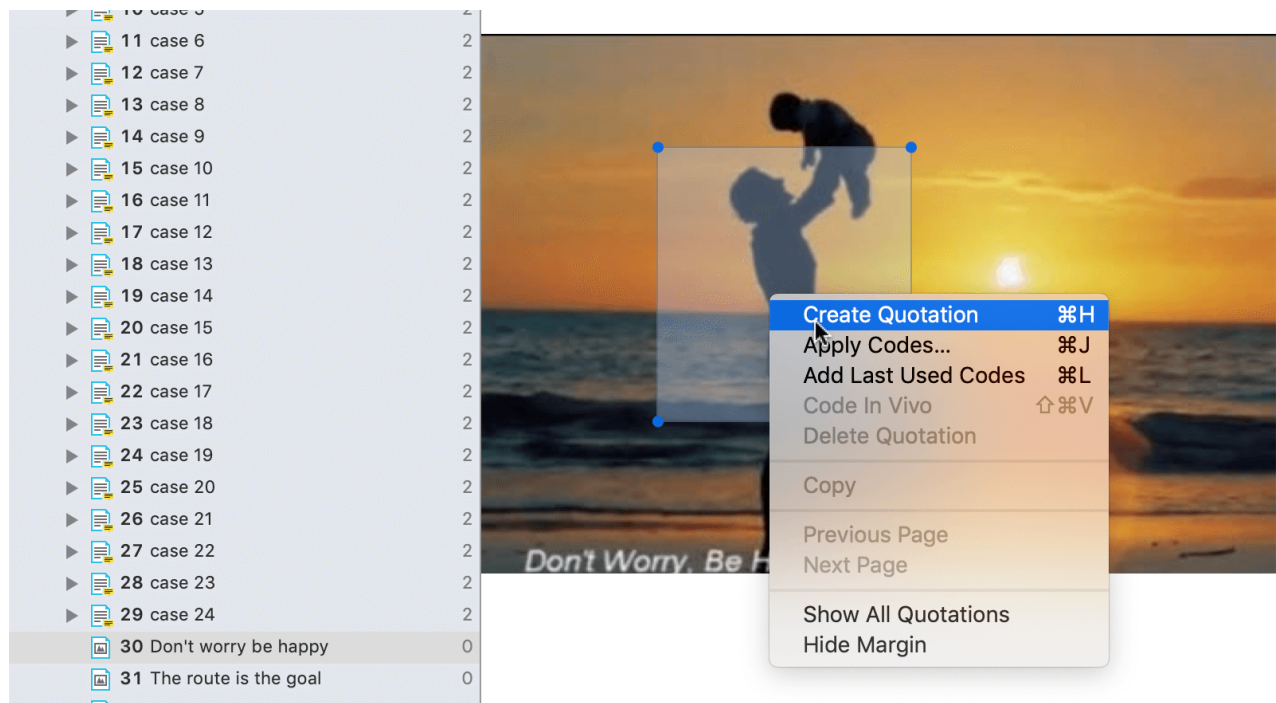 10 case 5 2
11 case 6 2
12 case 7 2
13 case 8 2
14 case 9 2
15 case 10 2
16 case 11 2
17 case 12 2
18 case 13 2
19 case 14 2
20 case 15 2
21 case 16 2
22 case 17 2
23 case 18 2
24 case 19 2
25 case 20 2
26 case 21 2
27 case 22 2
28 case 23 2
29 case 24 2
30 Don't worry be happy 0
31 The route is the goal 0
Create Quotation ⌘H
Apply Codes... ⌘J
Add Last Used Codes ⌘L
Code In Vivo ⇧⌘V
Delete Quotation
Copy
Previous Page
Next Page
Show All Quotations
Hide Margin
Don't Worry, Be H